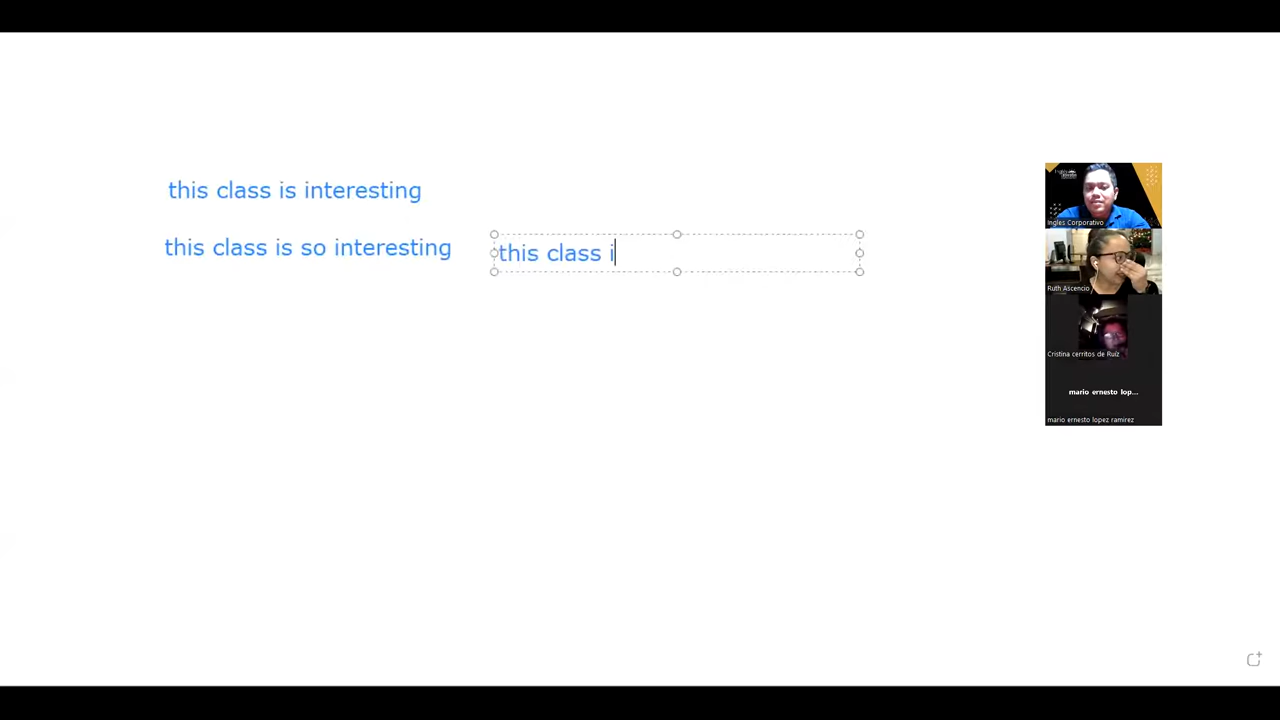 this class is interesting
this class is so interesting
this class i
Ingles Corporativo
Ruth Ascencio
Cristina cerritos de Ruiz
mario ernesto lop...
mario ernesto lopez ramirez